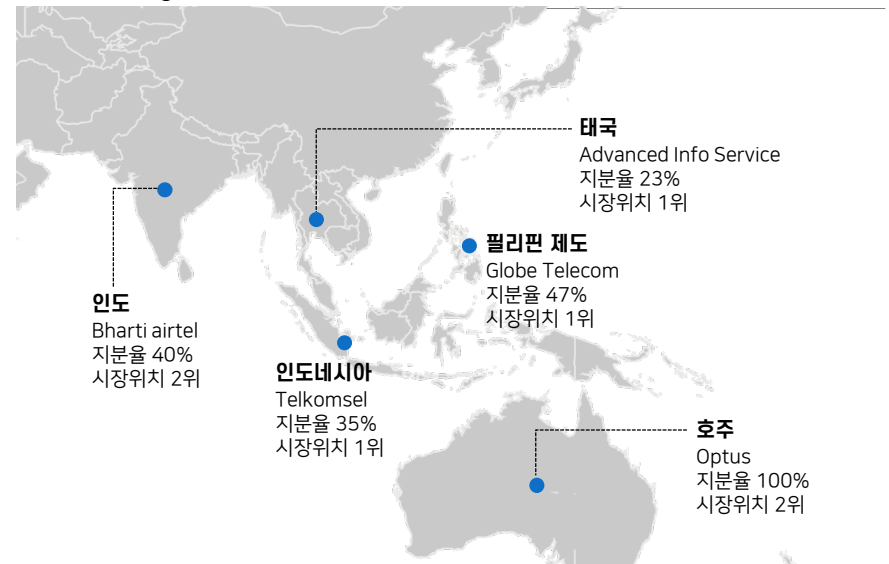 태국
Advanced Info Service
지분율 23%
시장위치 1위
필리핀 제도
Globe Telecom
지분율 47%
시장위치 1위
인도
Bharti airtel
지분율 40%
시장위치 2위
인도네시아
Telkomsel
지분율 35%
시장위치 1위
호주
Optus
지분율 100%
시장위치 2위